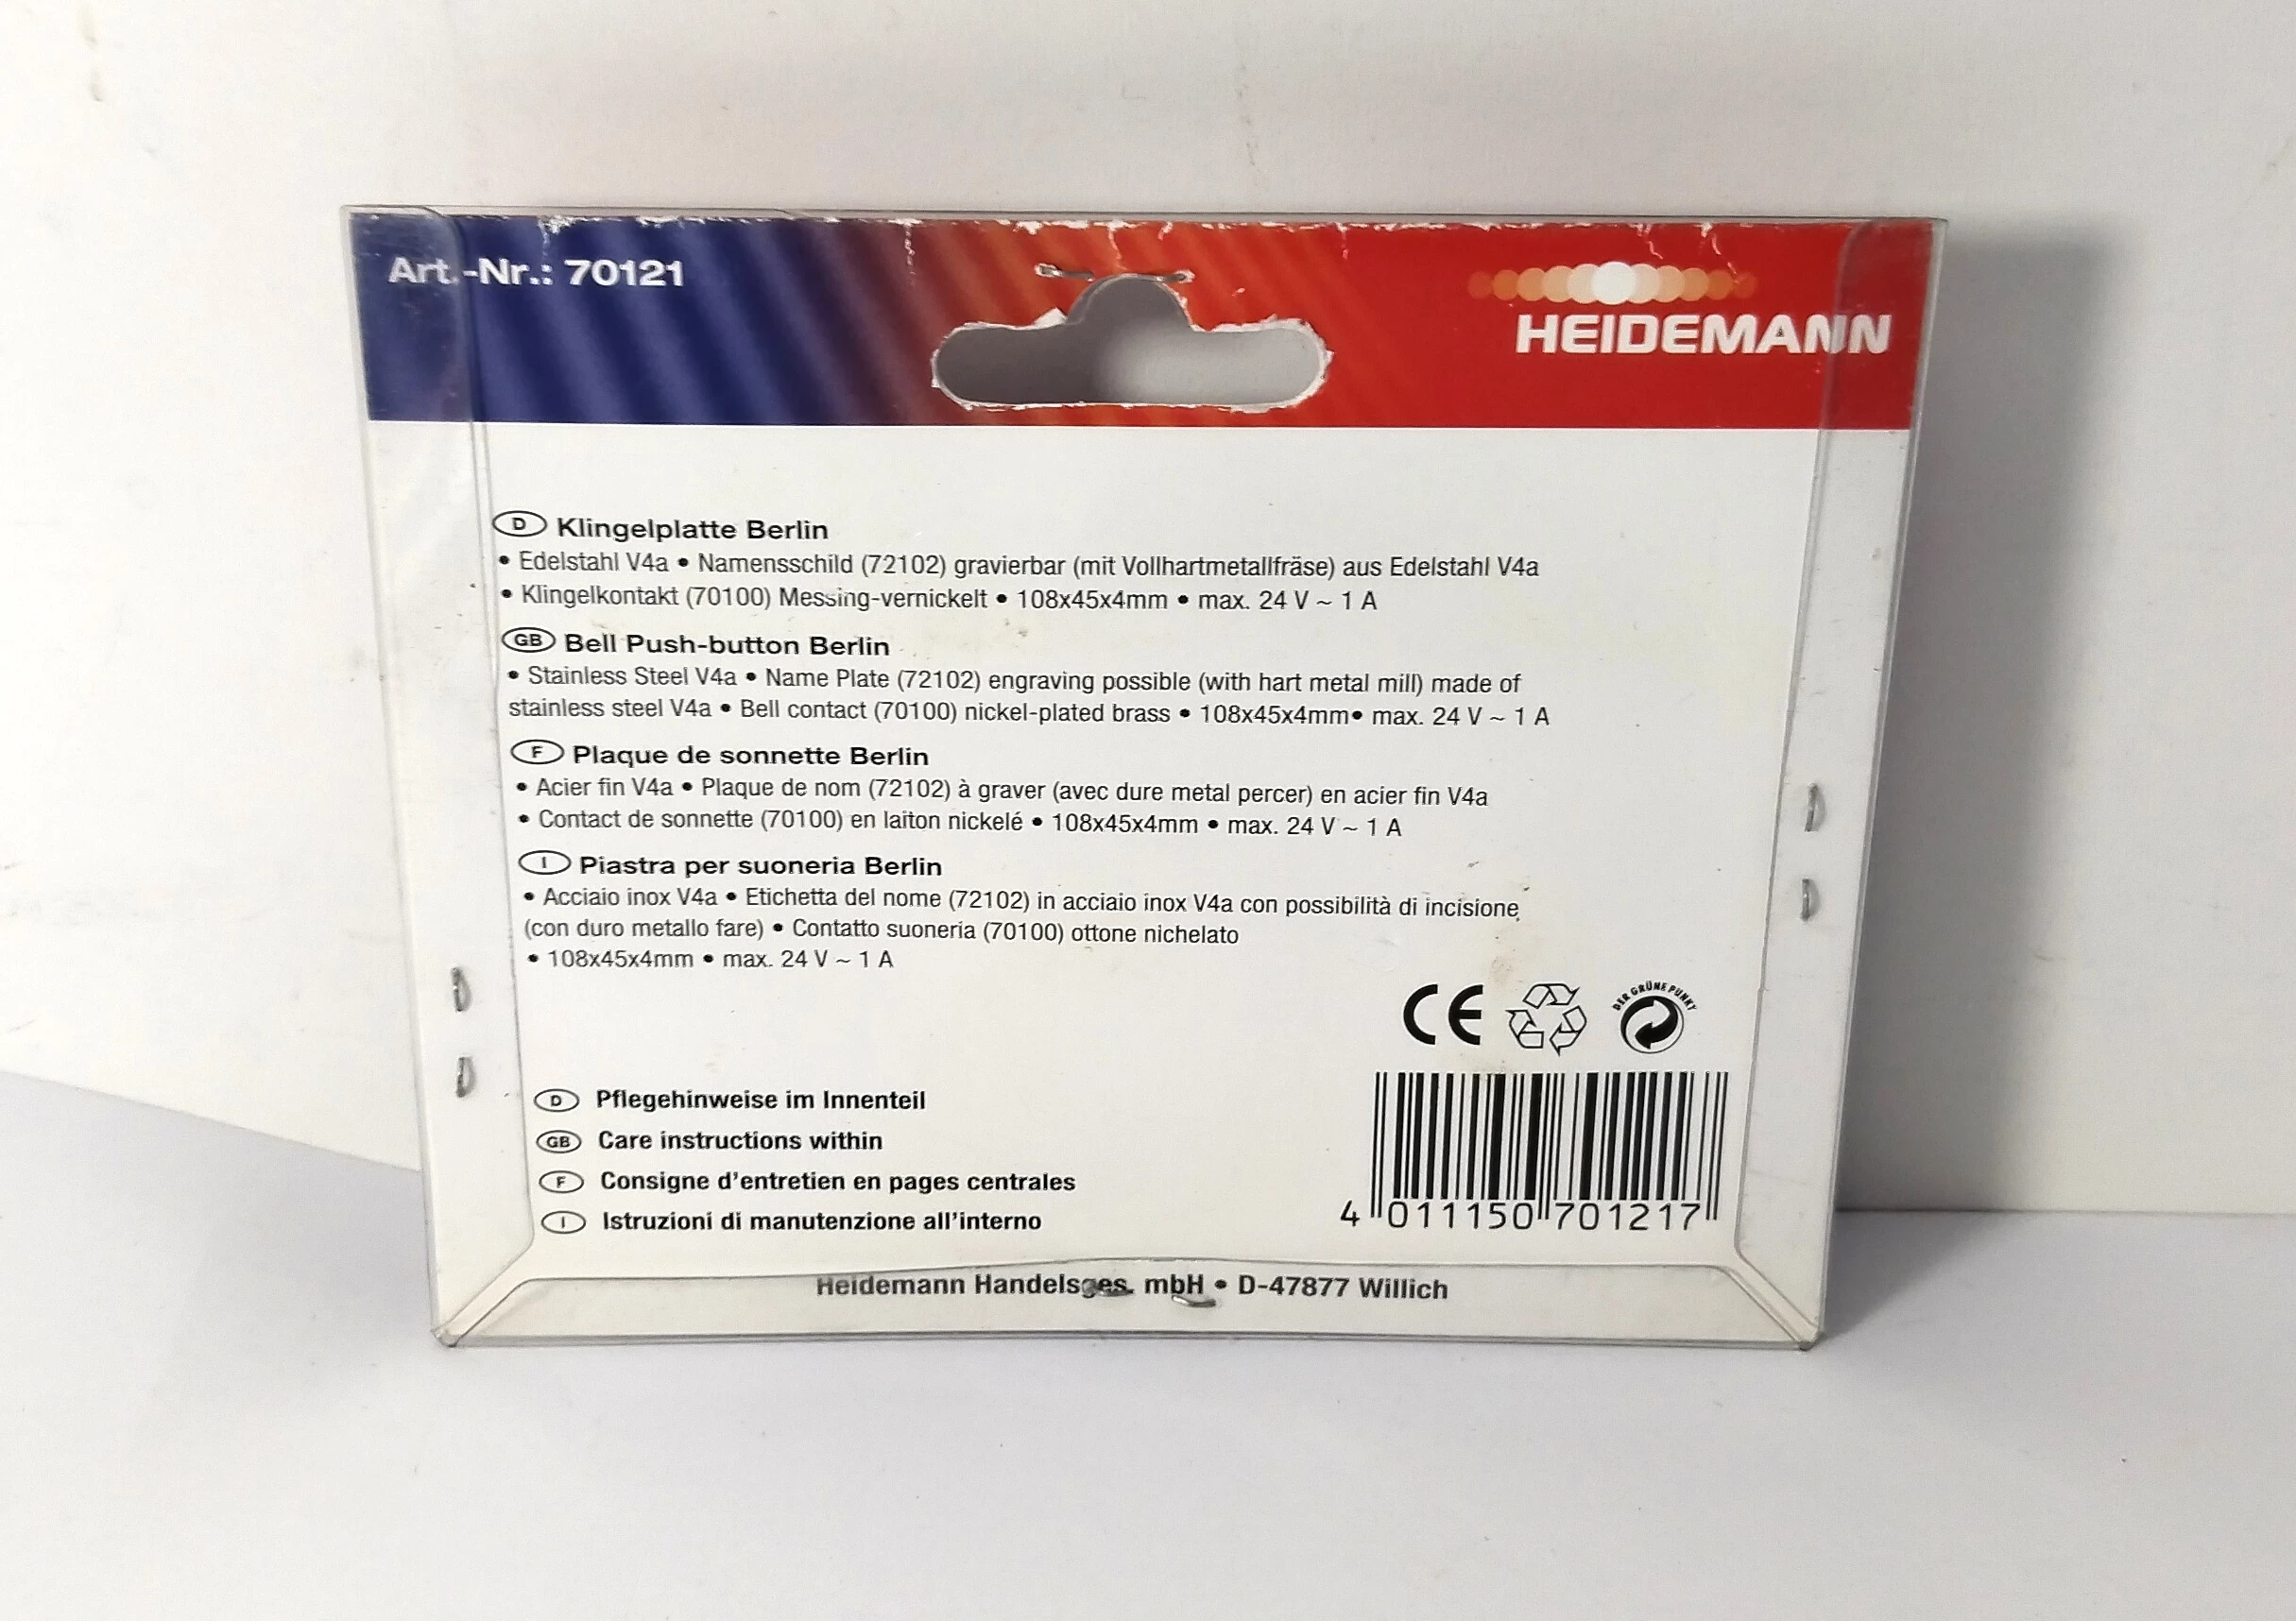 Art.-Nr.: 70121
HEIDEMANN
D Klingelplatte Berlin
• Edelstahl V4a • Namensschild (72102) gravierbar (mit Vollhartmetallfräse) aus Edelstahl V4a
• Klingelkontakt (70100) Messing-vernickelt • 108x45x4mm • max. 24 V ~ 1 A
GB Bell Push-button Berlin
• Stainless Steel V4a • Name Plate (72102) engraving possible (with hart metal mill) made of
stainless steel V4a • Bell contact (70100) nickel-plated brass • 108x45x4mm• max. 24 V ~ 1 A
F Plaque de sonnette Berlin
• Acier fin V4a • Plaque de nom (72102) à graver (avec dure metal percer) en acier fin V4a
• Contact de sonnette (70100) en laiton nickelé • 108x45x4mm • max. 24 V ~ 1 A
I Piastra per suoneria Berlin
• Acciaio inox V4a • Etichetta del nome (72102) in acciaio inox V4a con possibilità di incisione
(con duro metallo fare) • Contatto suoneria (70100) ottone nichelato
• 108x45x4mm • max. 24 V ~ 1 A
CE
DER GRÜNE PUNKT
D Pflegehinweise im Innenteil
GB Care instructions within
F Consigne d'entretien en pages centrales
I Istruzioni di manutenzione all'interno
4 011150 701217
Heidemann Handelsges. mbH • D-47877 Willich